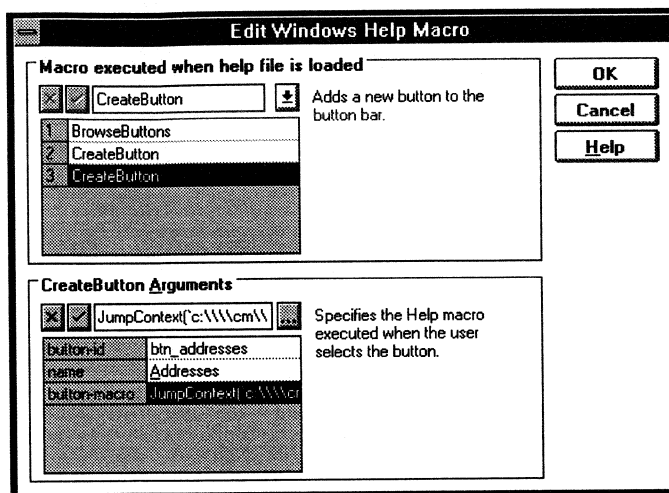 Edit Windows Help Macro
Macro executed when help file is loaded
CreateButton
Adds a new button to the
button bar.
1 BrowseButtons
2 CreateButton
3 CreateButton
OK
Cancel
Help
CreateButton Arguments
JumpContext(`c:\\\\cm\\
...
Specifies the Help macro
executed when the user
selects the button.
button-id btn_addresses
name Addresses
button-macro JumpContext(`c:\\\\cm